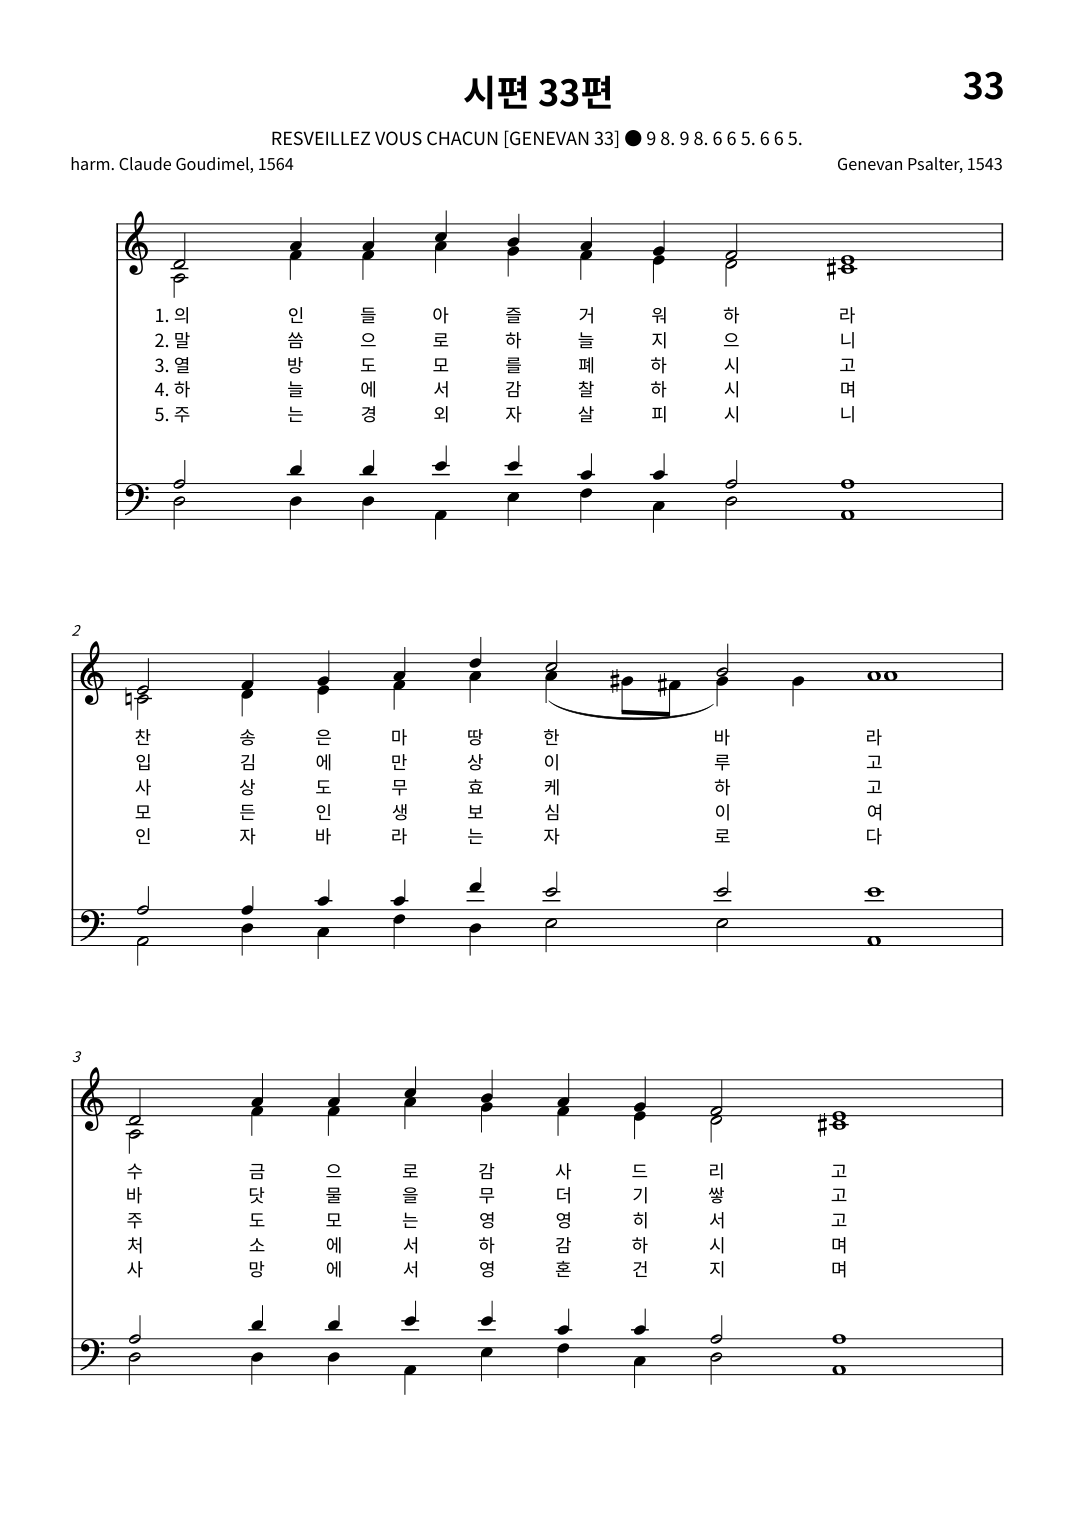 시편 33편
33
RESVEILLEZ VOUS CHACUN [GENEVAN 33] ● 9 8. 9 8. 6 6 5. 6 6 5.
harm. Claude Goudimel, 1564
Genevan Psalter, 1543
1. 의 인 들 아 즐 거 워 하 라
2. 말 씀 으 로 하 늘 지 으 니
3. 열 방 도 모 를 폐 하 시 고
4. 하 늘 에 서 감 찰 하 시 며
5. 주 는 경 외 자 살 피 시 니
2
찬 송 은 마 땅 한 바 라
입 김 에 만 상 이 루 고
사 상 도 무 효 케 하 고
모 든 인 생 보 심 이 여
인 자 바 라 는 자 로 다
3
수 금 으 로 감 사 드 리 고
바 닷 물 을 무 더 기 쌓 고
주 도 모 는 영 영 히 서 고
처 소 에 서 하 감 하 시 며
사 망 에 서 영 혼 건 지 며